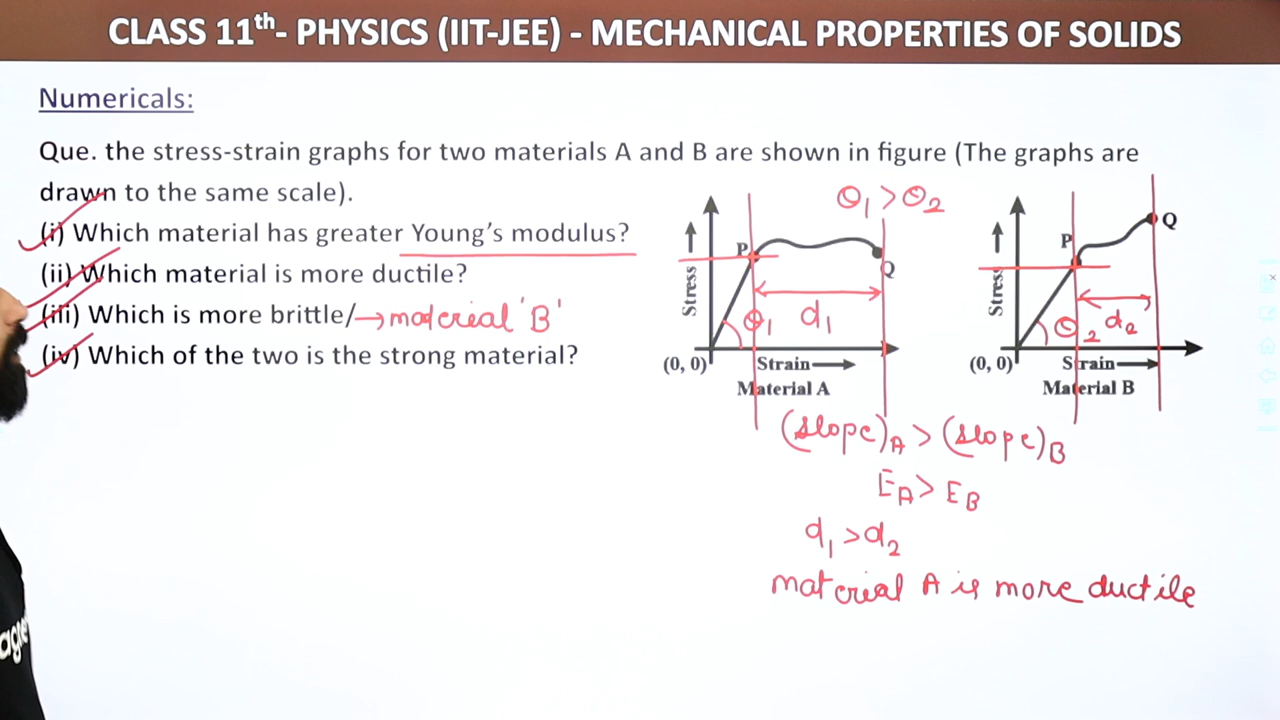 CLASS 11th- PHYSICS (IIT-JEE) - MECHANICAL PROPERTIES OF SOLIDS
Numericals:
Que. the stress-strain graphs for two materials A and B are shown in figure (The graphs are
drawn to the same scale).
(i) Which material has greater Young's modulus?
(ii) Which material is more ductile?
(iii) Which is more brittle/→material 'B'
(iv) Which of the two is the strong material?
θ1 > θ2
Stress
P
Q
θ1
d1
(0, 0)
Strain
Material A
Stress
P
Q
θ2
d2
(0, 0)
Strain
Material B
(slope)A > (slope)B
EA > EB
d1 > d2
material A is more ductile